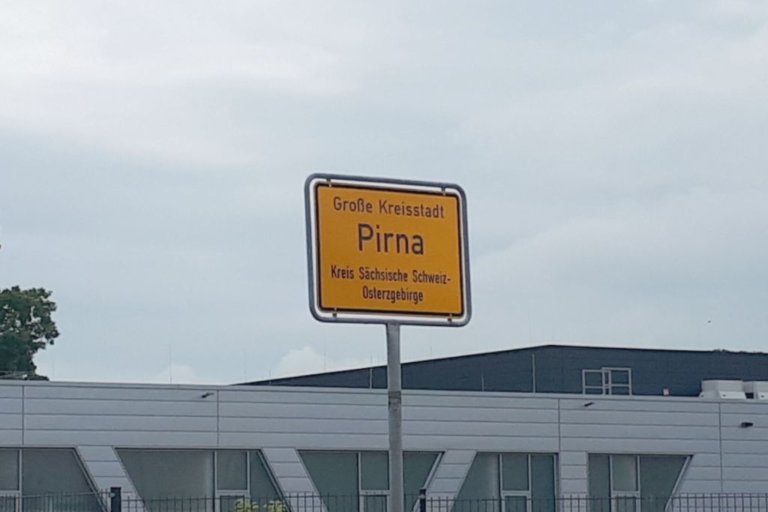 Große Kreisstadt
Pirna
Kreis Sächsische Schweiz-
Osterzgebirge